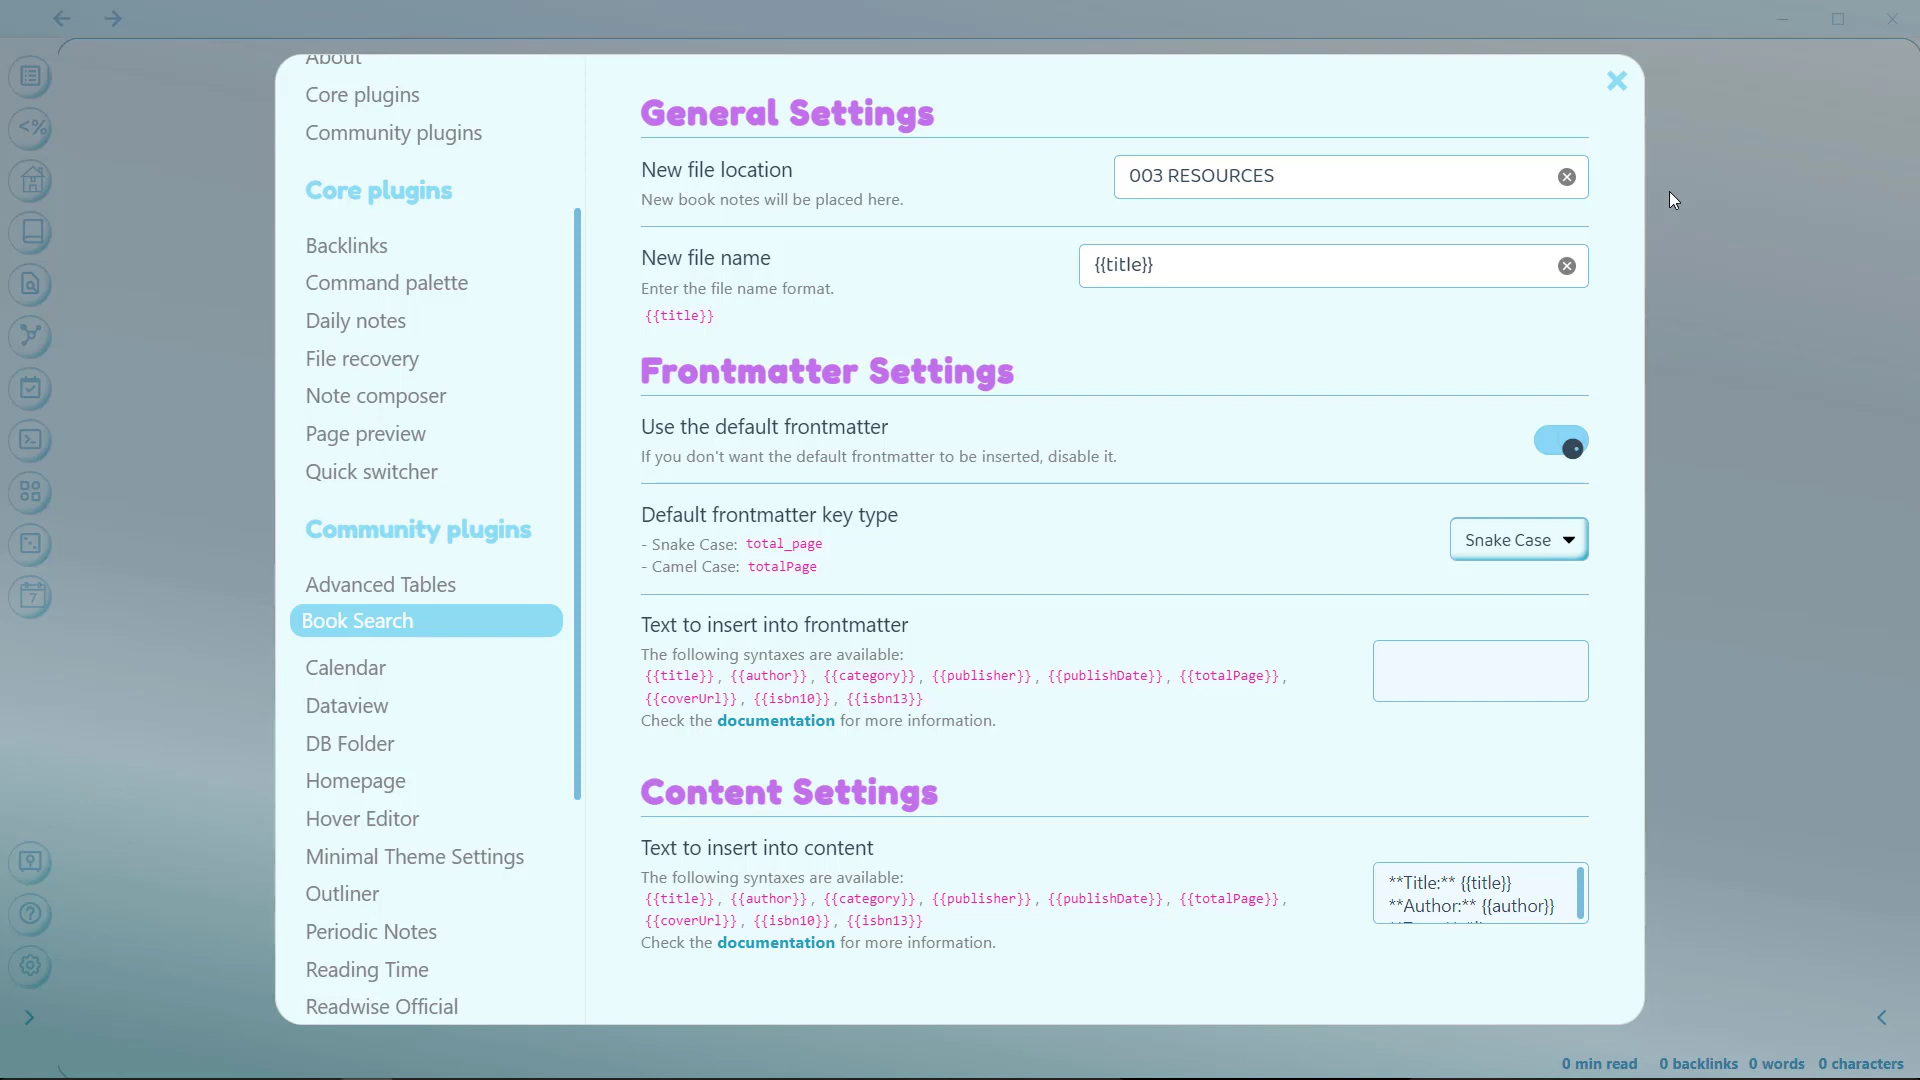 About
Core plugins
Community plugins
Core plugins
Backlinks
Command palette
Daily notes
File recovery
Note composer
Page preview
Quick switcher
Community plugins
Advanced Tables
Book Search
Calendar
Dataview
DB Folder
Homepage
Hover Editor
Minimal Theme Settings
Outliner
Periodic Notes
Reading Time
Readwise Official
General Settings
New file location
New book notes will be placed here.
003 RESOURCES
New file name
Enter the file name format.
{{title}}
{{title}}
Frontmatter Settings
Use the default frontmatter
If you don't want the default frontmatter to be inserted, disable it.
Default frontmatter key type
- Snake Case: total_page
- Camel Case: totalPage
Snake Case
Text to insert into frontmatter
The following syntaxes are available:
{{title}}, {{author}}, {{category}}, {{publisher}}, {{publishDate}}, {{totalPage}},
{{coverUrl}}, {{isbn10}}, {{isbn13}}
Check the documentation for more information.
Content Settings
Text to insert into content
The following syntaxes are available:
{{title}}, {{author}}, {{category}}, {{publisher}}, {{publishDate}}, {{totalPage}},
{{coverUrl}}, {{isbn10}}, {{isbn13}}
Check the documentation for more information.
**Title:** {{title}}
**Author:** {{author}}
<%
7
0 min read 0 backlinks 0 words 0 characters